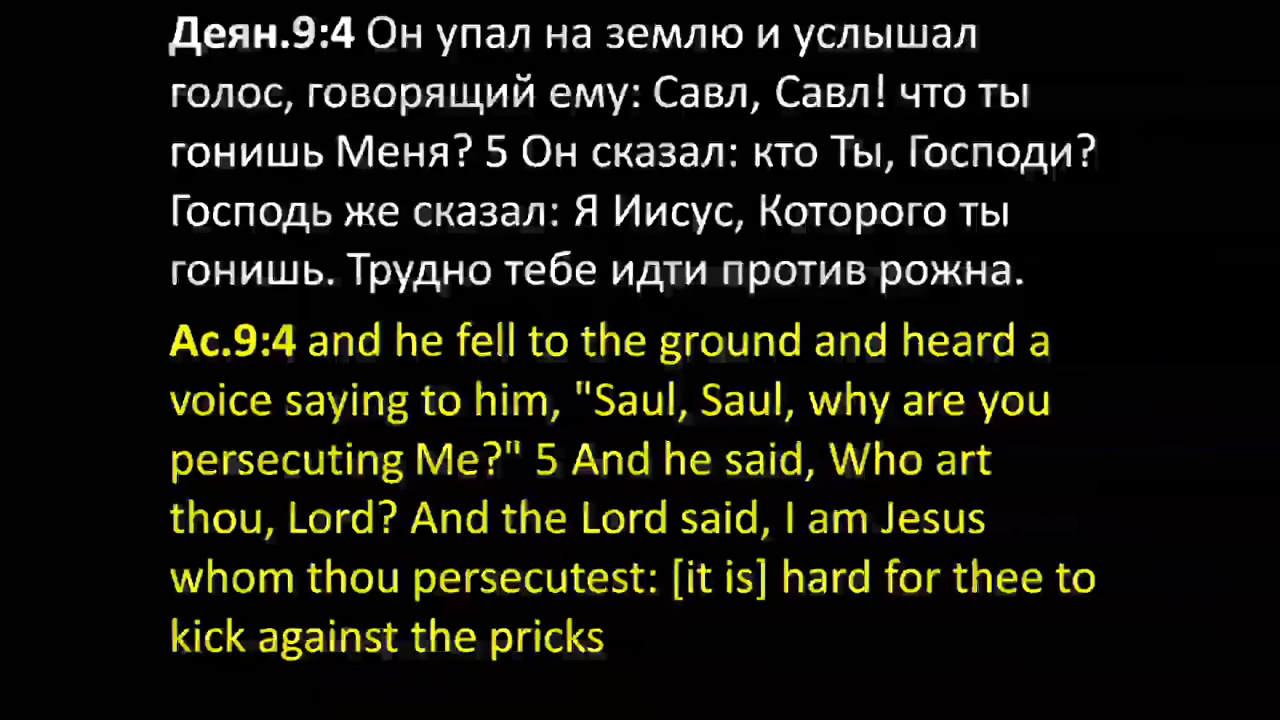 Деян.9:4 Он упал на землю и услышал
голос, говорящий ему: Савл, Савл! что ты
гонишь Меня? 5 Он сказал: кто Ты, Господи?
Господь же сказал: Я Иисус, Которого ты
гонишь. Трудно тебе идти против рожна.
Ac.9:4 and he fell to the ground and heard a
voice saying to him, "Saul, Saul, why are you
persecuting Me?" 5 And he said, Who art
thou, Lord? And the Lord said, I am Jesus
whom thou persecutest: [it is] hard for thee to
kick against the pricks